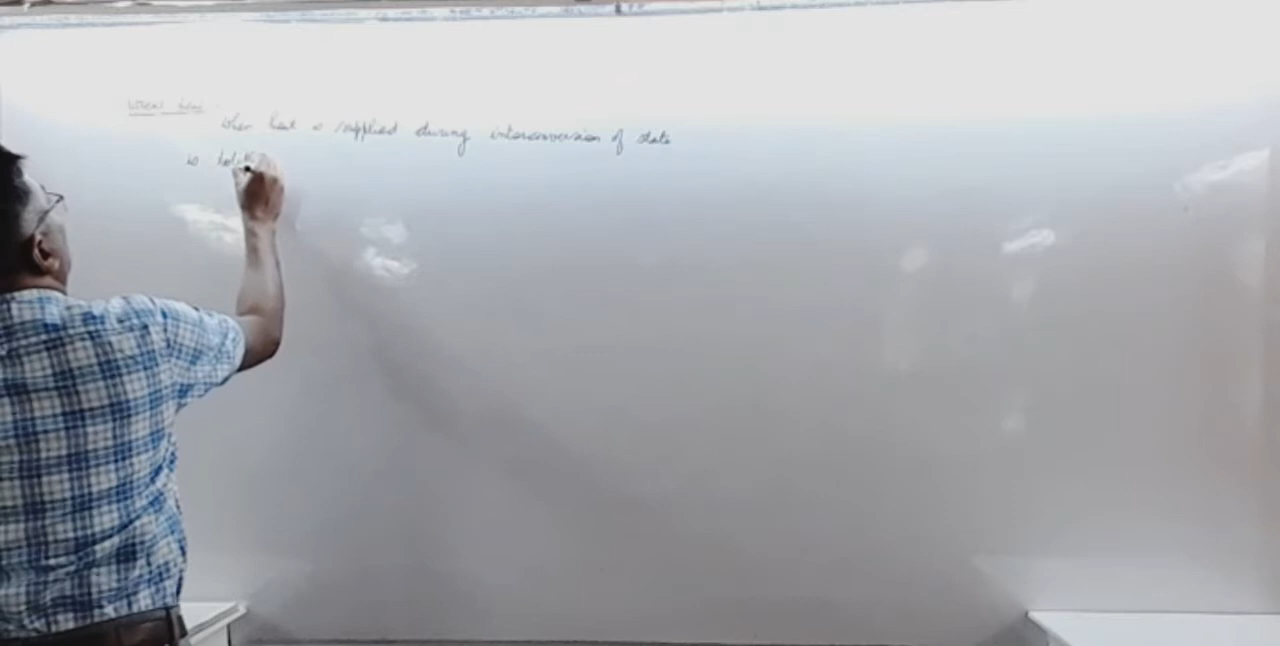 Latent heat
When heat is supplied during interconversion of state
is